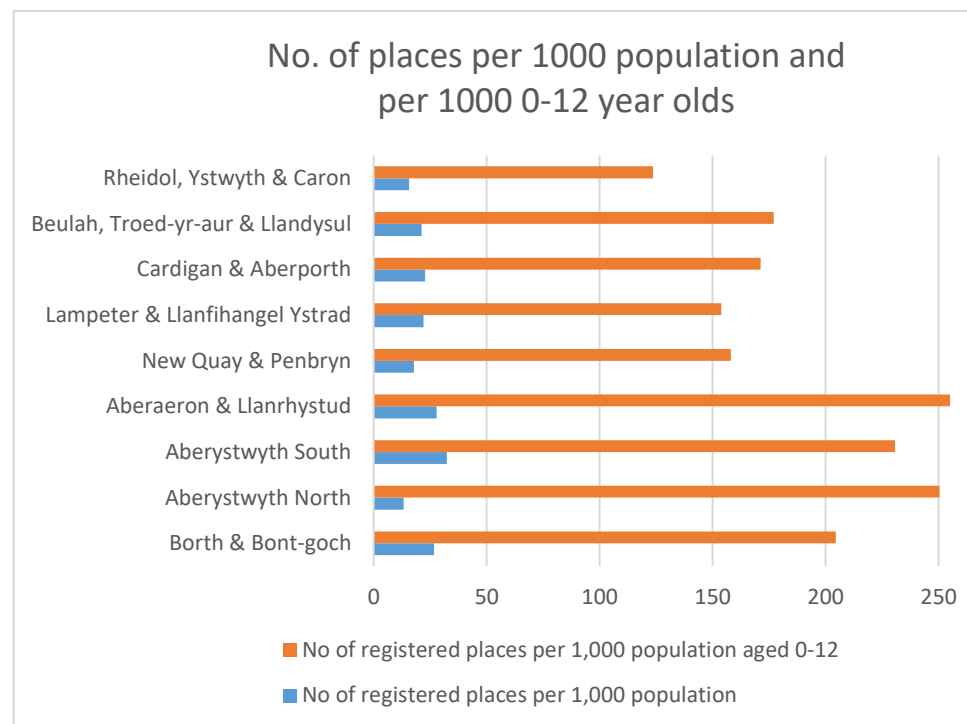 No. of places per 1000 population and
per 1000 0-12 year olds
Rheidol, Ystwyth & Caron
Beulah, Troed-yr-aur & Llandysul
Cardigan & Aberporth
Lampeter & Llanfihangel Ystrad
New Quay & Penbryn
Aberaeron & Llanrhystud
Aberystwyth South
Aberystwyth North
Borth & Bont-goch
0 50 100 150 200 250
No of registered places per 1,000 population aged 0-12
No of registered places per 1,000 population